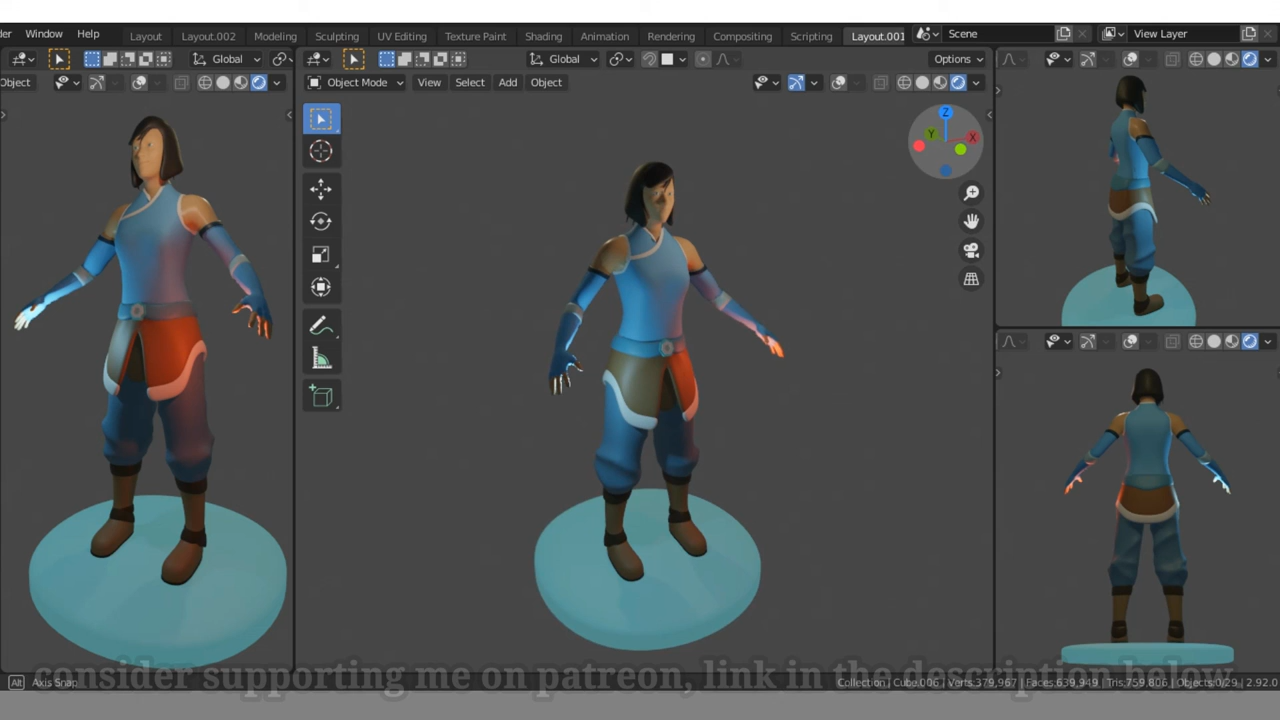 der Window Help Layout Layout.002 Modeling Sculpting UV Editing Texture Paint Shading Animation Rendering Compositing Scripting Layout.001 Scene View Layer
Global Global Options
Object Object Mode View Select Add Object
Z
Y X
consider supporting me on patreon, link in the description below
Alt Axis Snap Collection | Cube.006 | Verts:379,967 | Faces:639,949 | Tris:759,806 | Objects:0/29 | 2.92.0